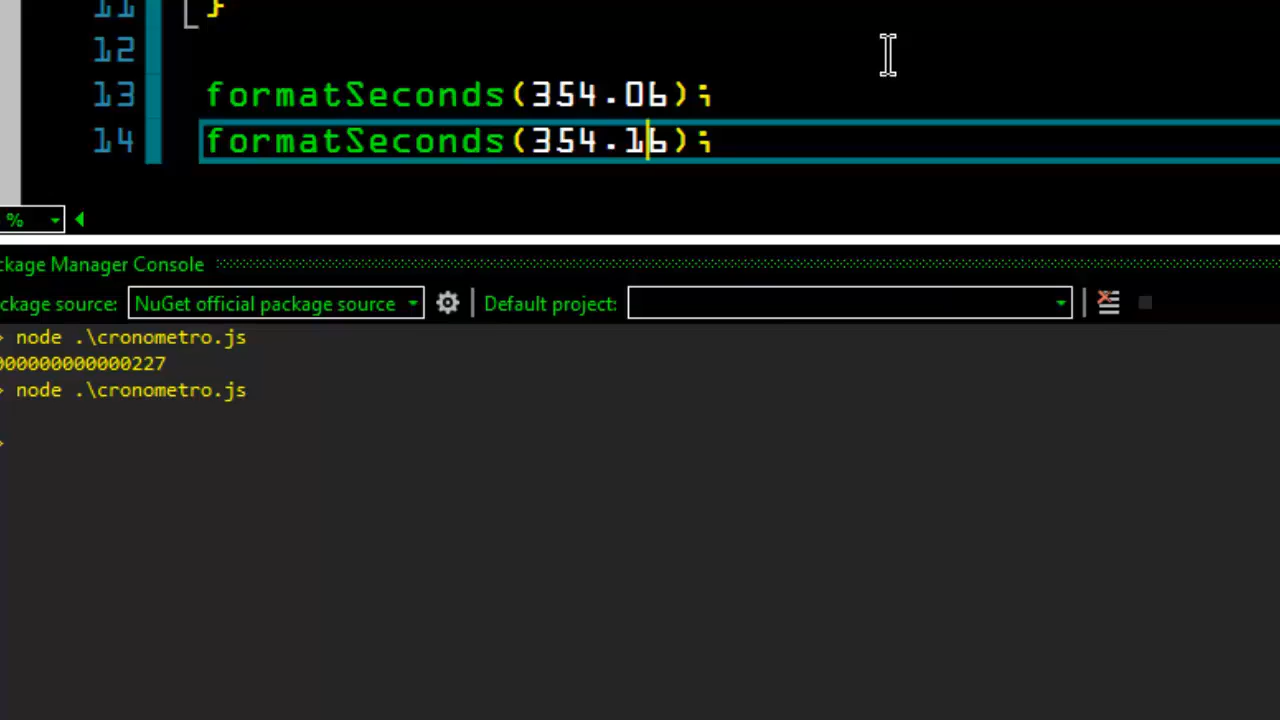 11 }
12
13 formatSeconds(354.06);
14 formatSeconds(354.16);
%
ckage Manager Console
ckage source: NuGet official package source Default project:
> node .\cronometro.js
000000000000227
> node .\cronometro.js
>